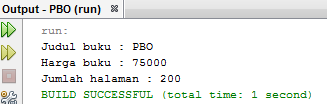 Output - PBO (run)
run:
Judul buku : PBO
Harga buku : 75000
Jumlah halaman : 200
BUILD SUCCESSFUL (total time: 1 second)